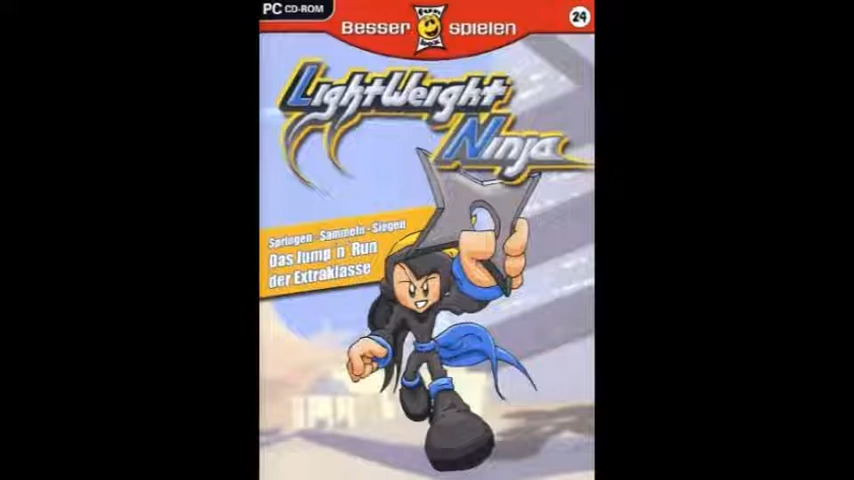 PC CD-ROM
Besser spielen
24
LightWeight
Ninja
Springen - Sammeln - Siegen
Das Jump 'n' Run
der Extraklasse